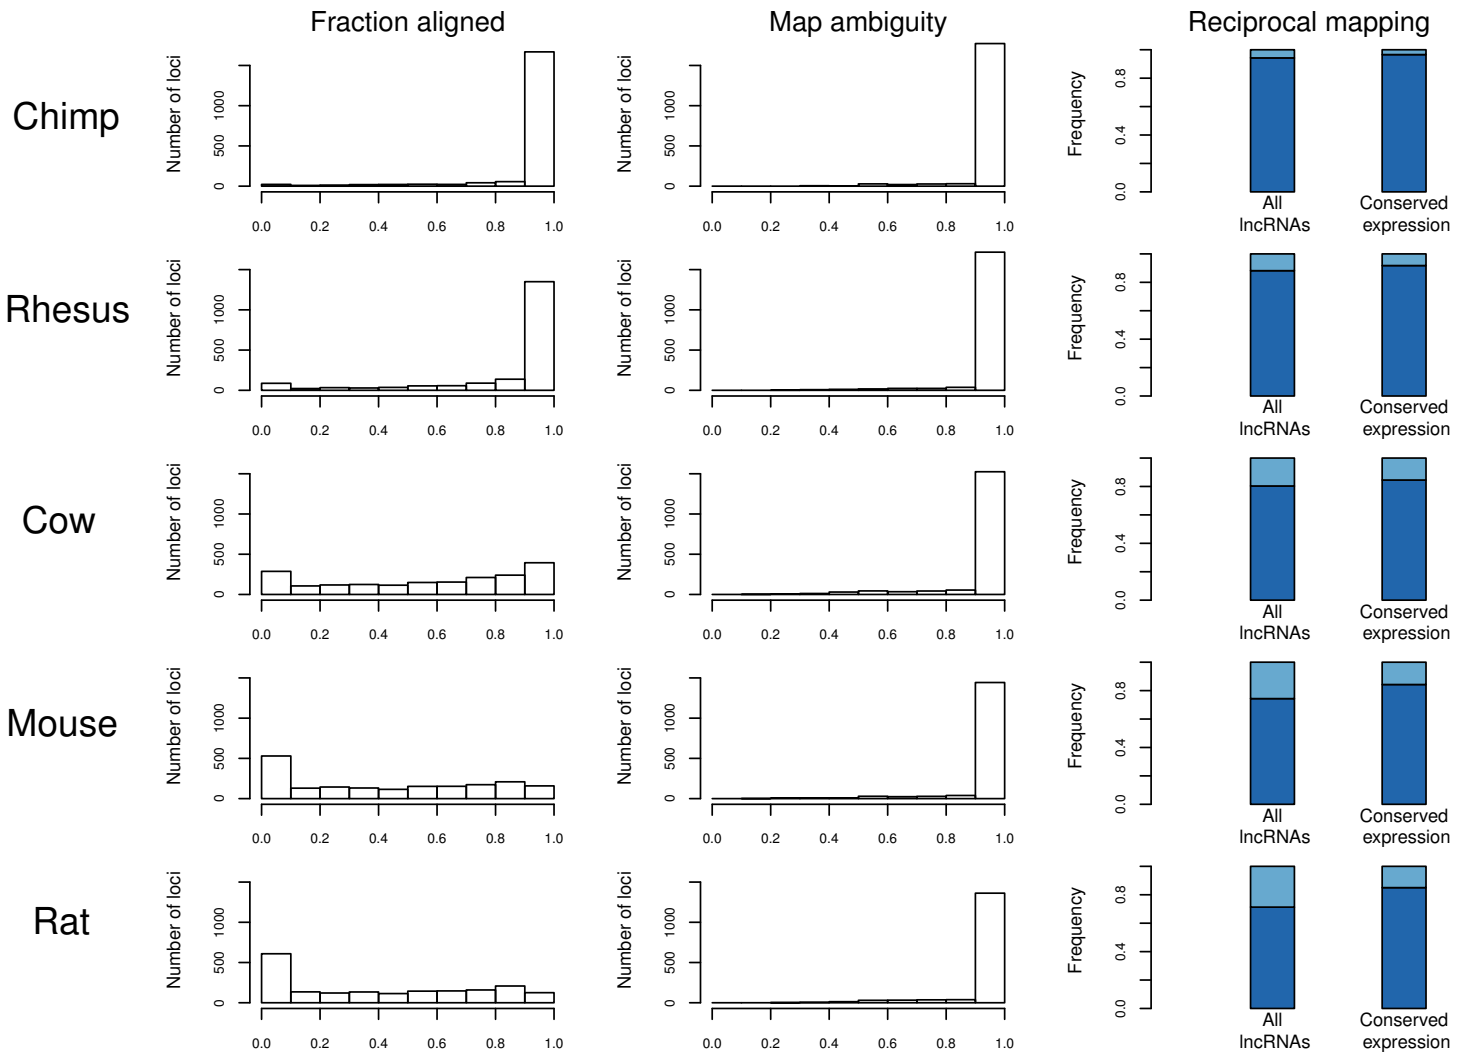 Fraction aligned
Map ambiguity
Reciprocal mapping
Chimp
Number of loci
0 500 1000
0.0 0.2 0.4 0.6 0.8 1.0
Number of loci
0 500 1000
0.0 0.2 0.4 0.6 0.8 1.0
Frequency
0.0 0.4 0.8
All
lncRNAs
Conserved
expression
Rhesus
Number of loci
0 500 1000
0.0 0.2 0.4 0.6 0.8 1.0
Number of loci
0 500 1000
0.0 0.2 0.4 0.6 0.8 1.0
Frequency
0.0 0.4 0.8
All
lncRNAs
Conserved
expression
Cow
Number of loci
0 500 1000
0.0 0.2 0.4 0.6 0.8 1.0
Number of loci
0 500 1000
0.0 0.2 0.4 0.6 0.8 1.0
Frequency
0.0 0.4 0.8
All
lncRNAs
Conserved
expression
Mouse
Number of loci
0 500 1000
0.0 0.2 0.4 0.6 0.8 1.0
Number of loci
0 500 1000
0.0 0.2 0.4 0.6 0.8 1.0
Frequency
0.0 0.4 0.8
All
lncRNAs
Conserved
expression
Rat
Number of loci
0 500 1000
0.0 0.2 0.4 0.6 0.8 1.0
Number of loci
0 500 1000
0.0 0.2 0.4 0.6 0.8 1.0
Frequency
0.0 0.4 0.8
All
lncRNAs
Conserved
expression